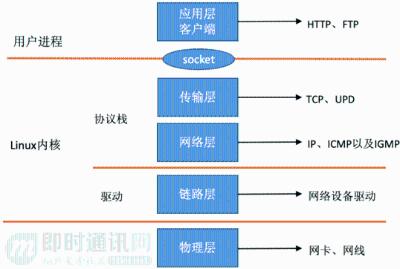 应用层
客户端
HTTP、FTP
用户进程
socket
传输层
TCP、UPD
协议栈
Linux内核
网络层
IP、ICMP以及IGMP
驱动
链路层
网络设备驱动
即时通讯网
物理层
网卡、网线